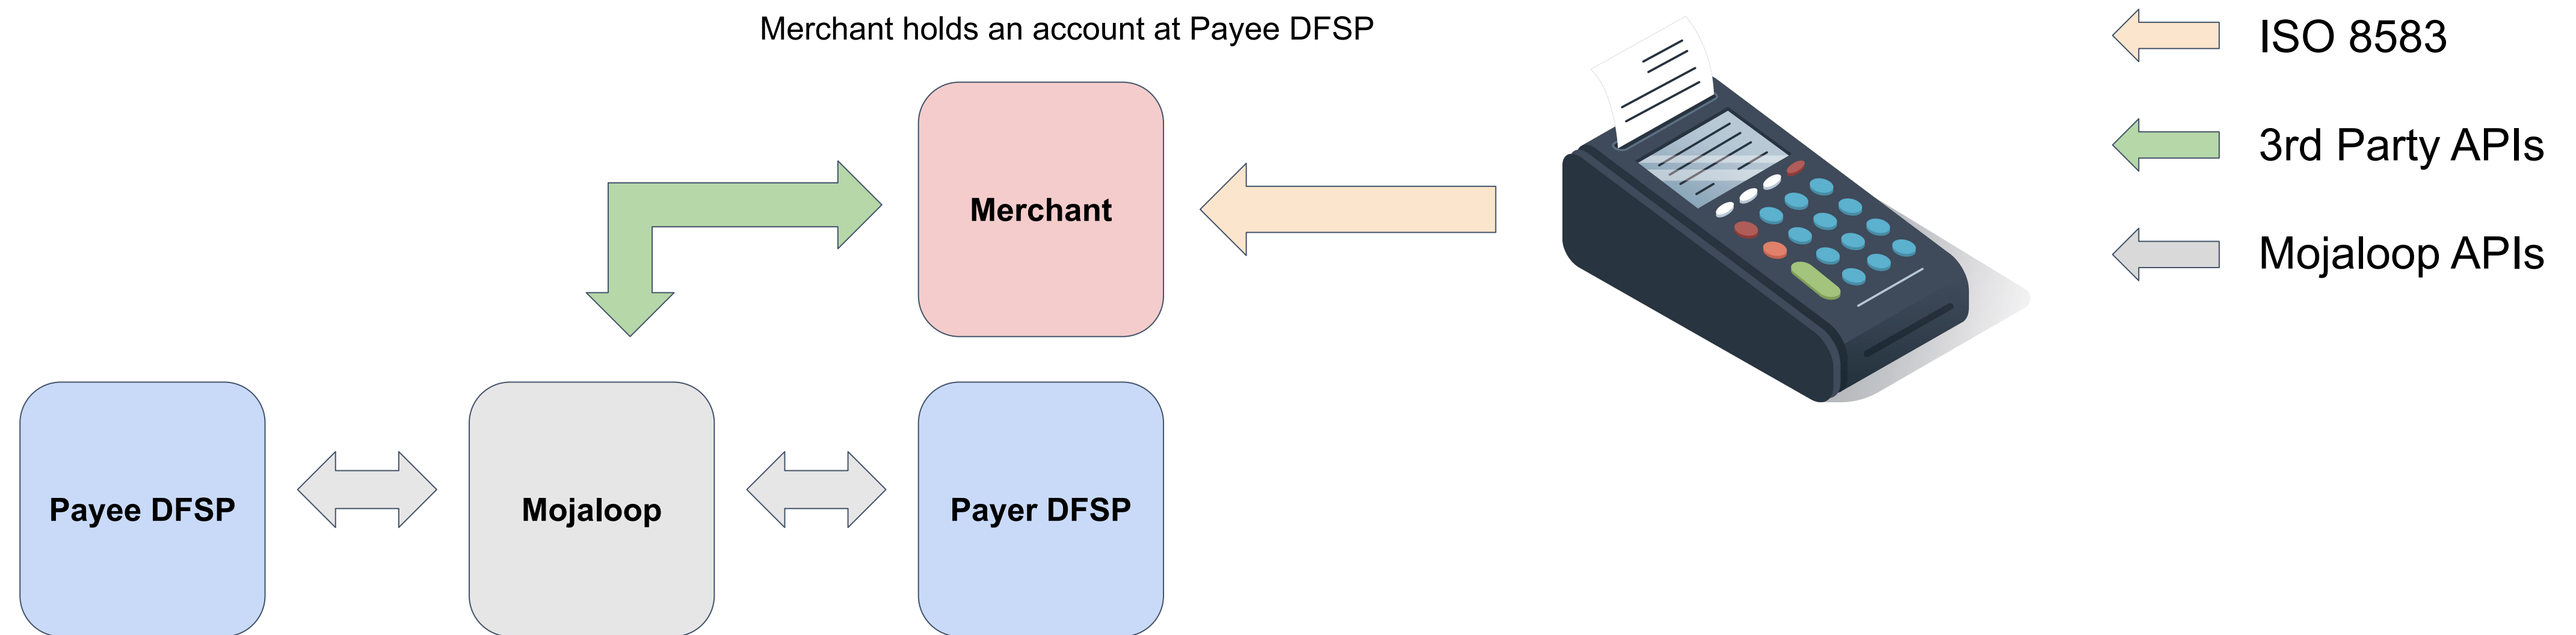 Merchant holds an account at Payee DFSP
ISO 8583
3rd Party APIs
Mojaloop APIs
Merchant
Payee DFSP
Mojaloop
Payer DFSP